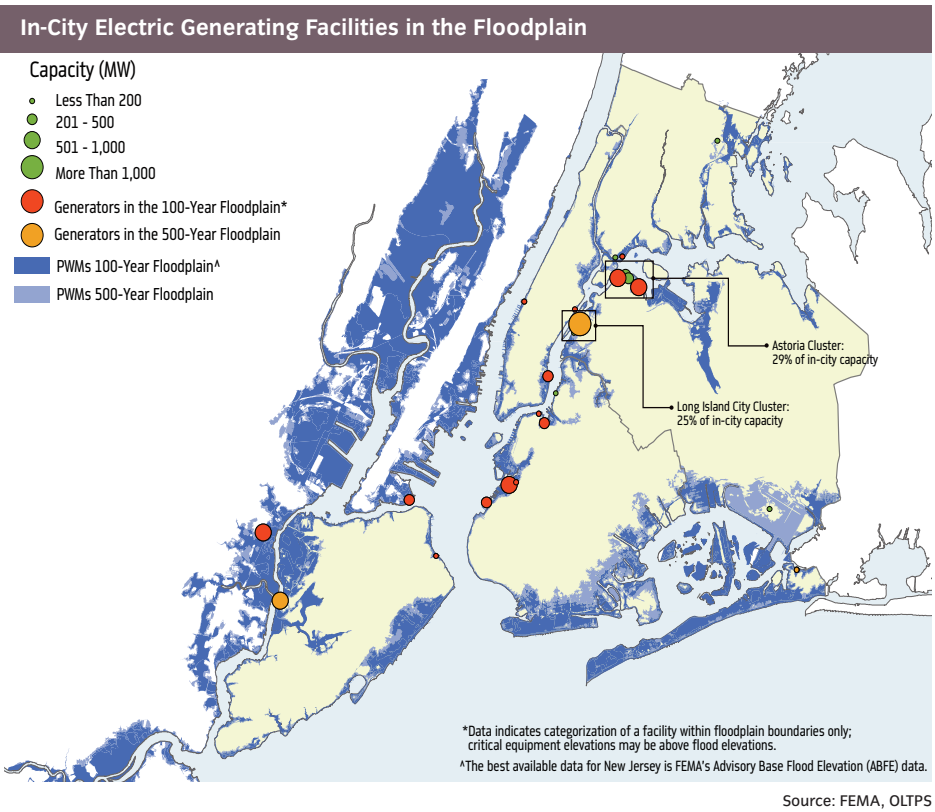 In-City Electric Generating Facilities in the Floodplain
Capacity (MW)
Less Than 200
201 - 500
501 - 1,000
More Than 1,000
Generators in the 100-Year Floodplain*
Generators in the 500-Year Floodplain
PWMs 100-Year Floodplain^
PWMs 500-Year Floodplain
Astoria Cluster:
29% of in-city capacity
Long Island City Cluster:
25% of in-city capacity
*Data indicates categorization of a facility within floodplain boundaries only;
critical equipment elevations may be above flood elevations.
^The best available data for New Jersey is FEMA's Advisory Base Flood Elevation (ABFE) data.
Source: FEMA, OLTPS